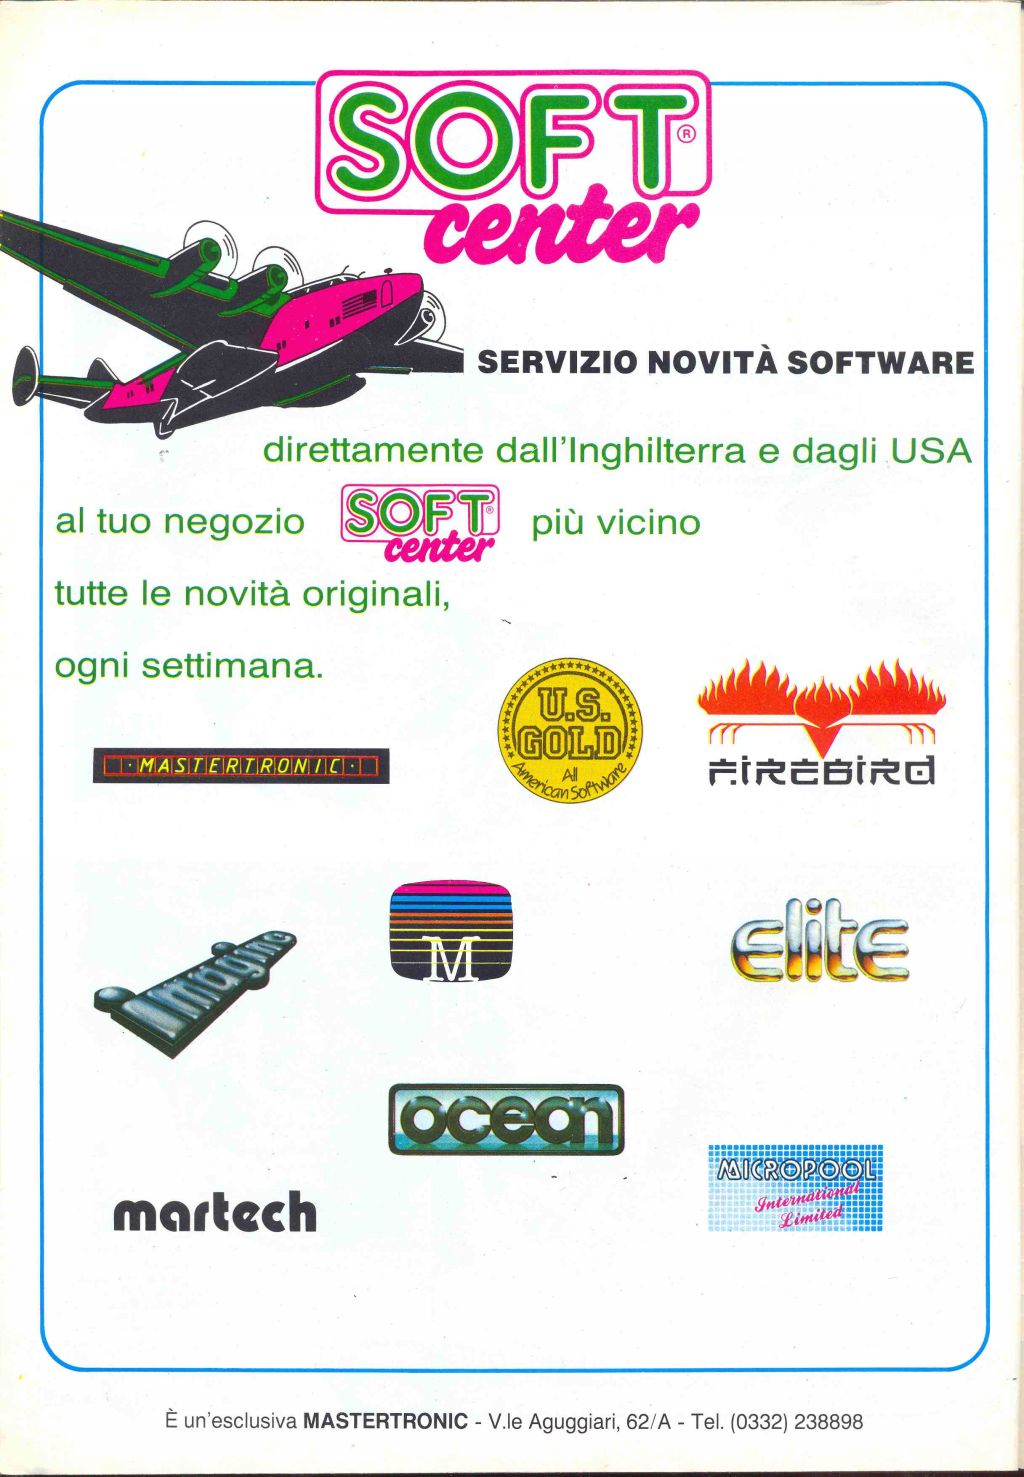 SOFT®
center
SERVIZIO NOVITÀ SOFTWARE
direttamente dall'Inghilterra e dagli USA
al tuo negozio SOFT® center più vicino
tutte le novità originali,
ogni settimana.
·MASTERTRONIC·
U.S.
GOLD
All
American Software
FIREBIRD
imagine
M
elite
ocean
martech
MICROPOOL
International
Limited
È un'esclusiva MASTERTRONIC - V.le Aguggiari, 62/A - Tel. (0332) 238898